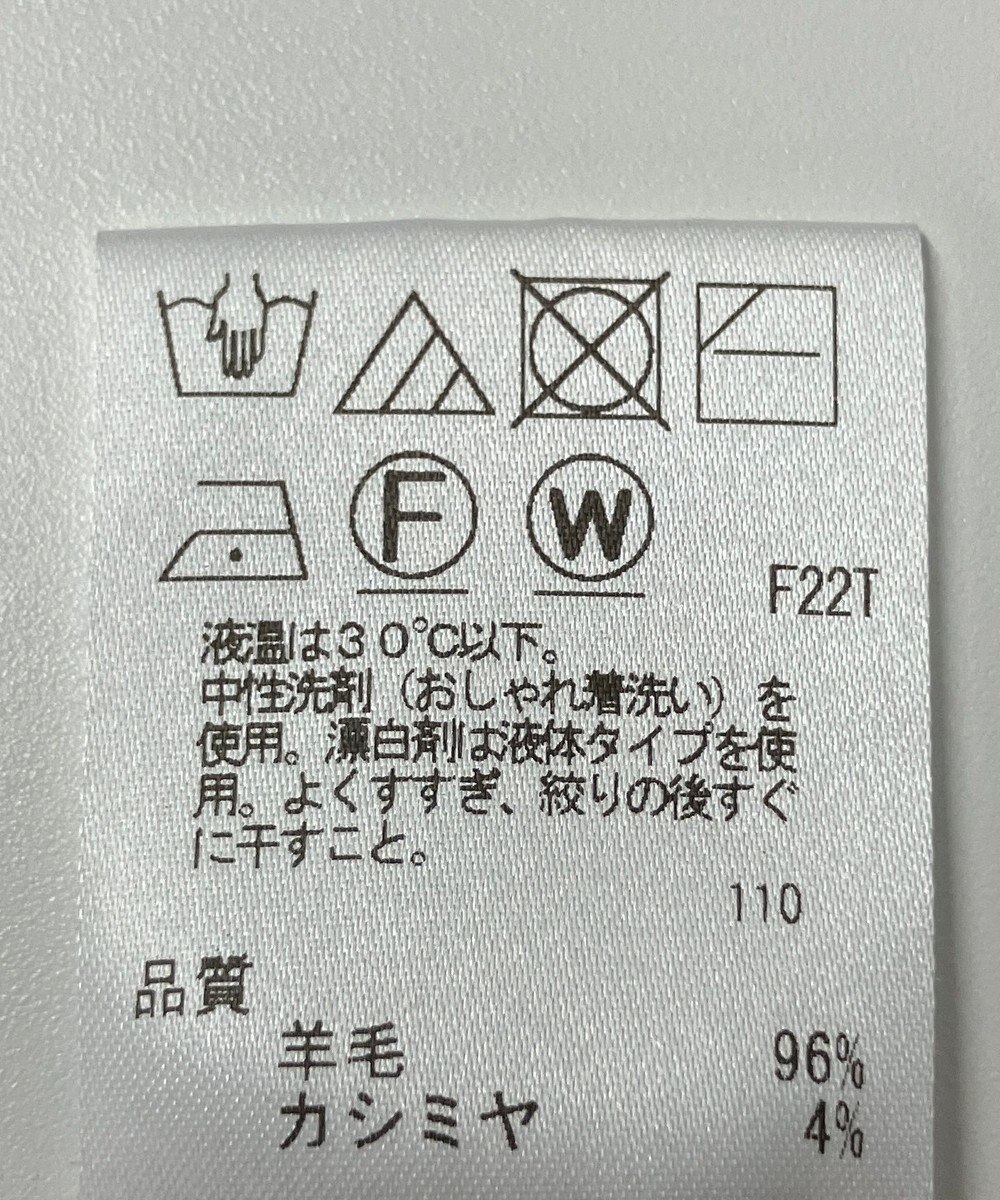 F
W
F22T
液温は30℃以下。
中性洗剤（おしゃれ着洗い）を
使用。漂白剤は液体タイプを使
用。よくすすぎ、絞りの後すぐ
に干すこと。
110
品質
羊毛 96%
カシミヤ 4%